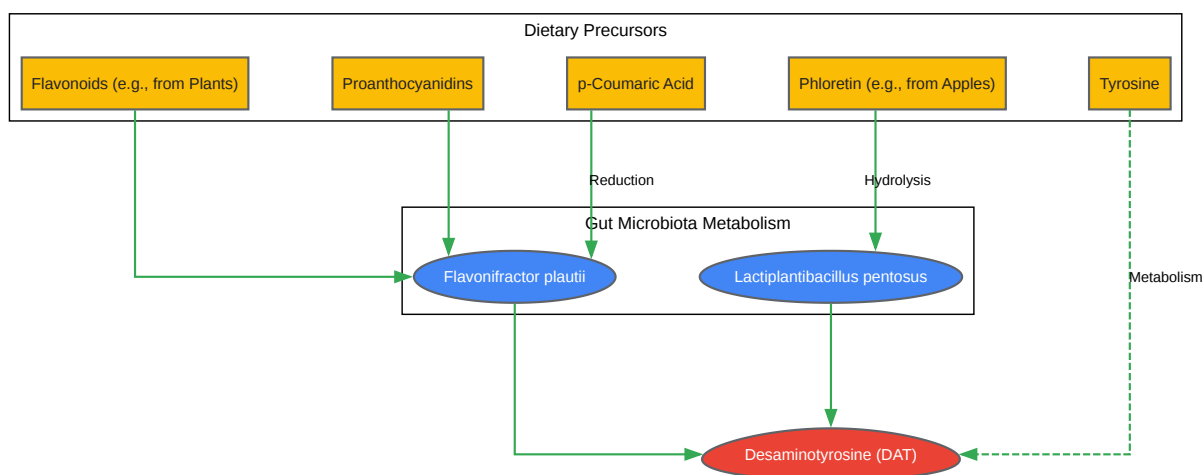 Dietary Precursors
Flavonoids (e.g., from Plants)
Proanthocyanidins
p-Coumaric Acid
Phloretin (e.g., from Apples)
Tyrosine
Reduction
Hydrolysis
Gut Microbiota Metabolism
Flavonifractor plautii
Lactiplantibacillus pentosus
Metabolism
Desaminotyrosine (DAT)